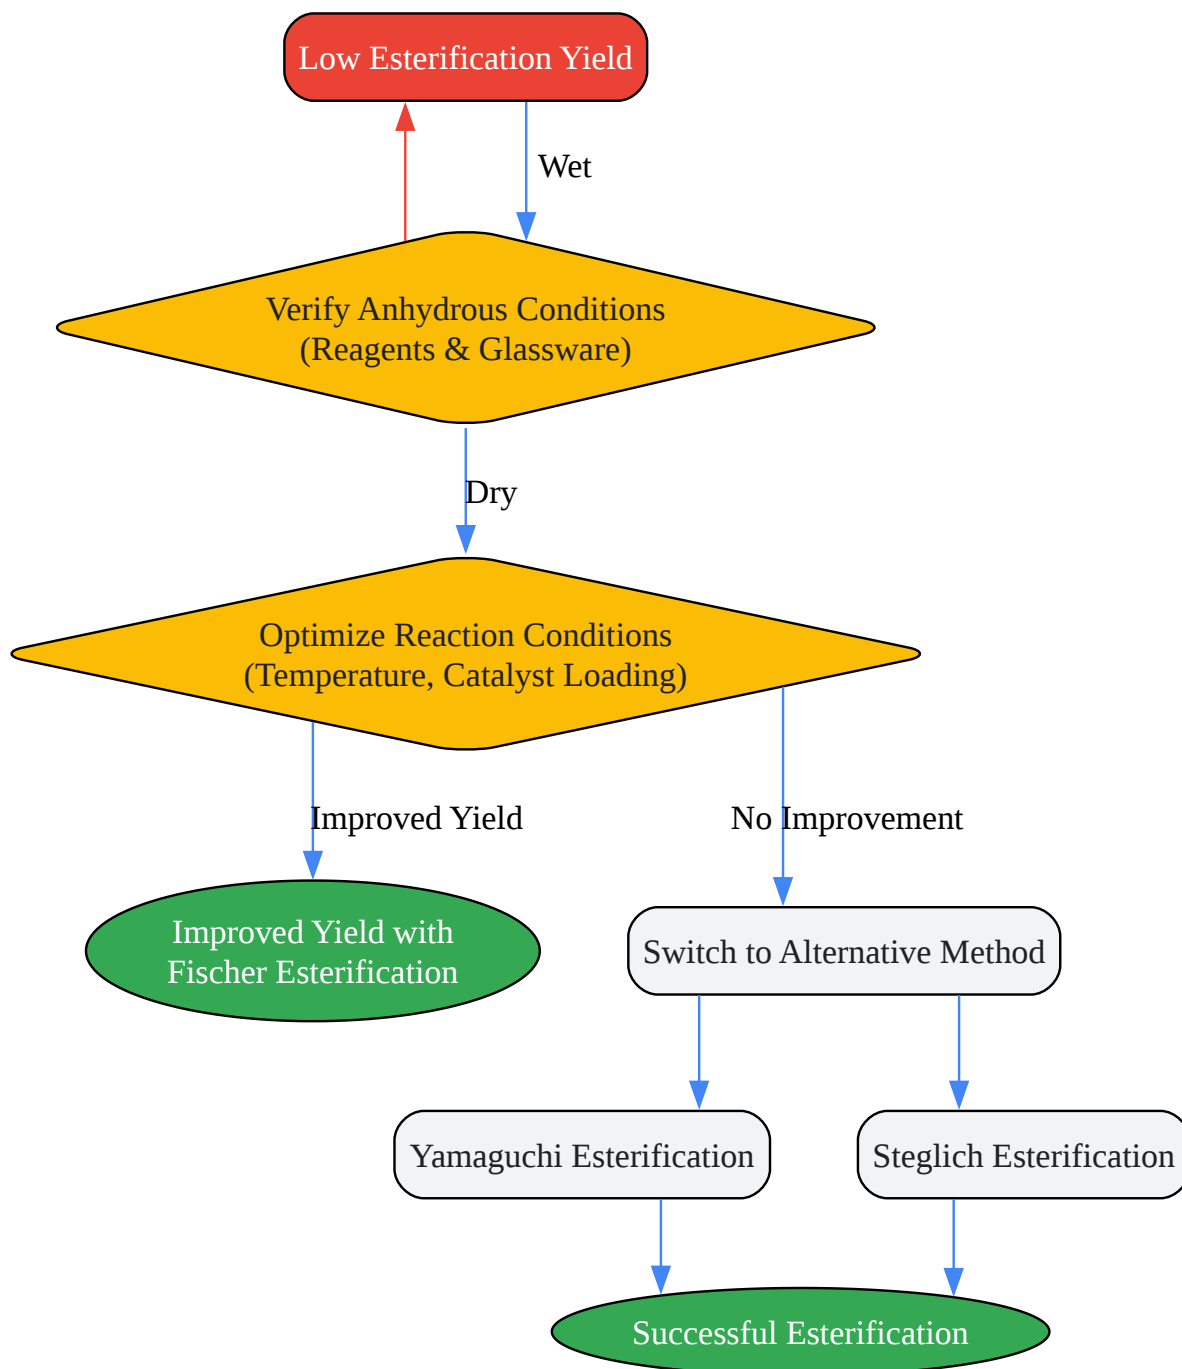 Low Esterification Yield
Wet
Verify Anhydrous Conditions
(Reagents & Glassware)
Dry
Optimize Reaction Conditions
(Temperature, Catalyst Loading)
Improved Yield
No Improvement
Improved Yield with
Fischer Esterification
Switch to Alternative Method
Yamaguchi Esterification
Steglich Esterification
Successful Esterification